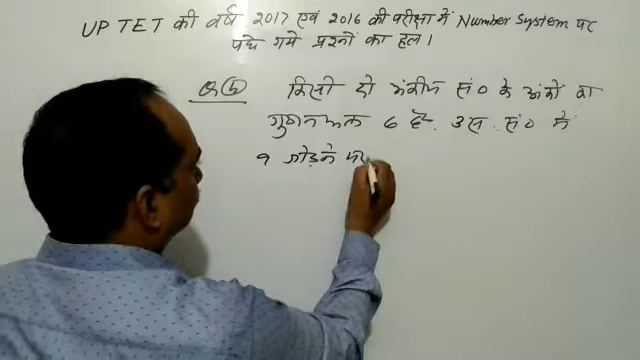 UP TET की वर्ष 2017 एवं 2016 की परीक्षा में Number System पर
पूछे गये प्रश्नों का हल।
Q (5) किसी दो अंकीय सं० के अंकों का
गुणनफल 6 है। उस सं० में
9 जोड़ने पर